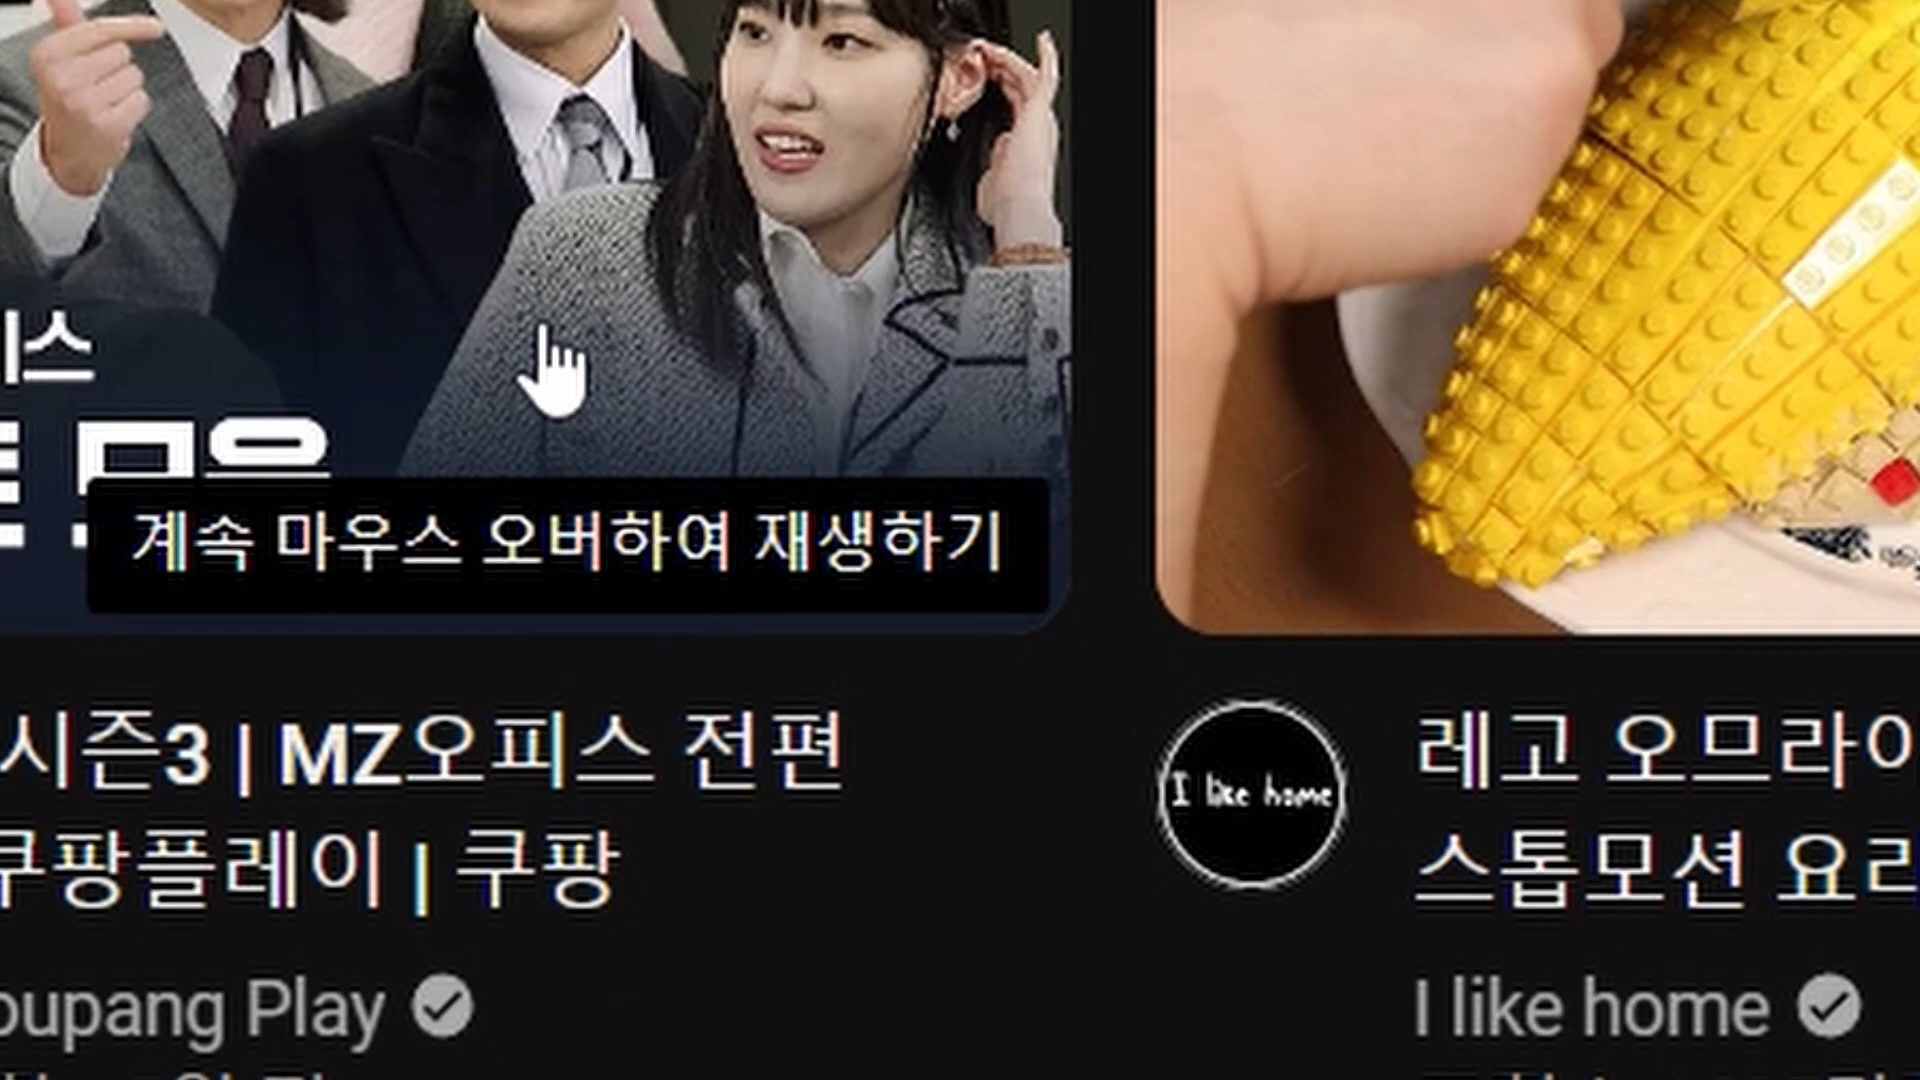 계속 마우스 오버하여 재생하기
시즌3 | MZ오피스 전편
쿠팡플레이 | 쿠팡
Coupang Play
I like home
레고 오므라이
스톱모션 요리
I like home